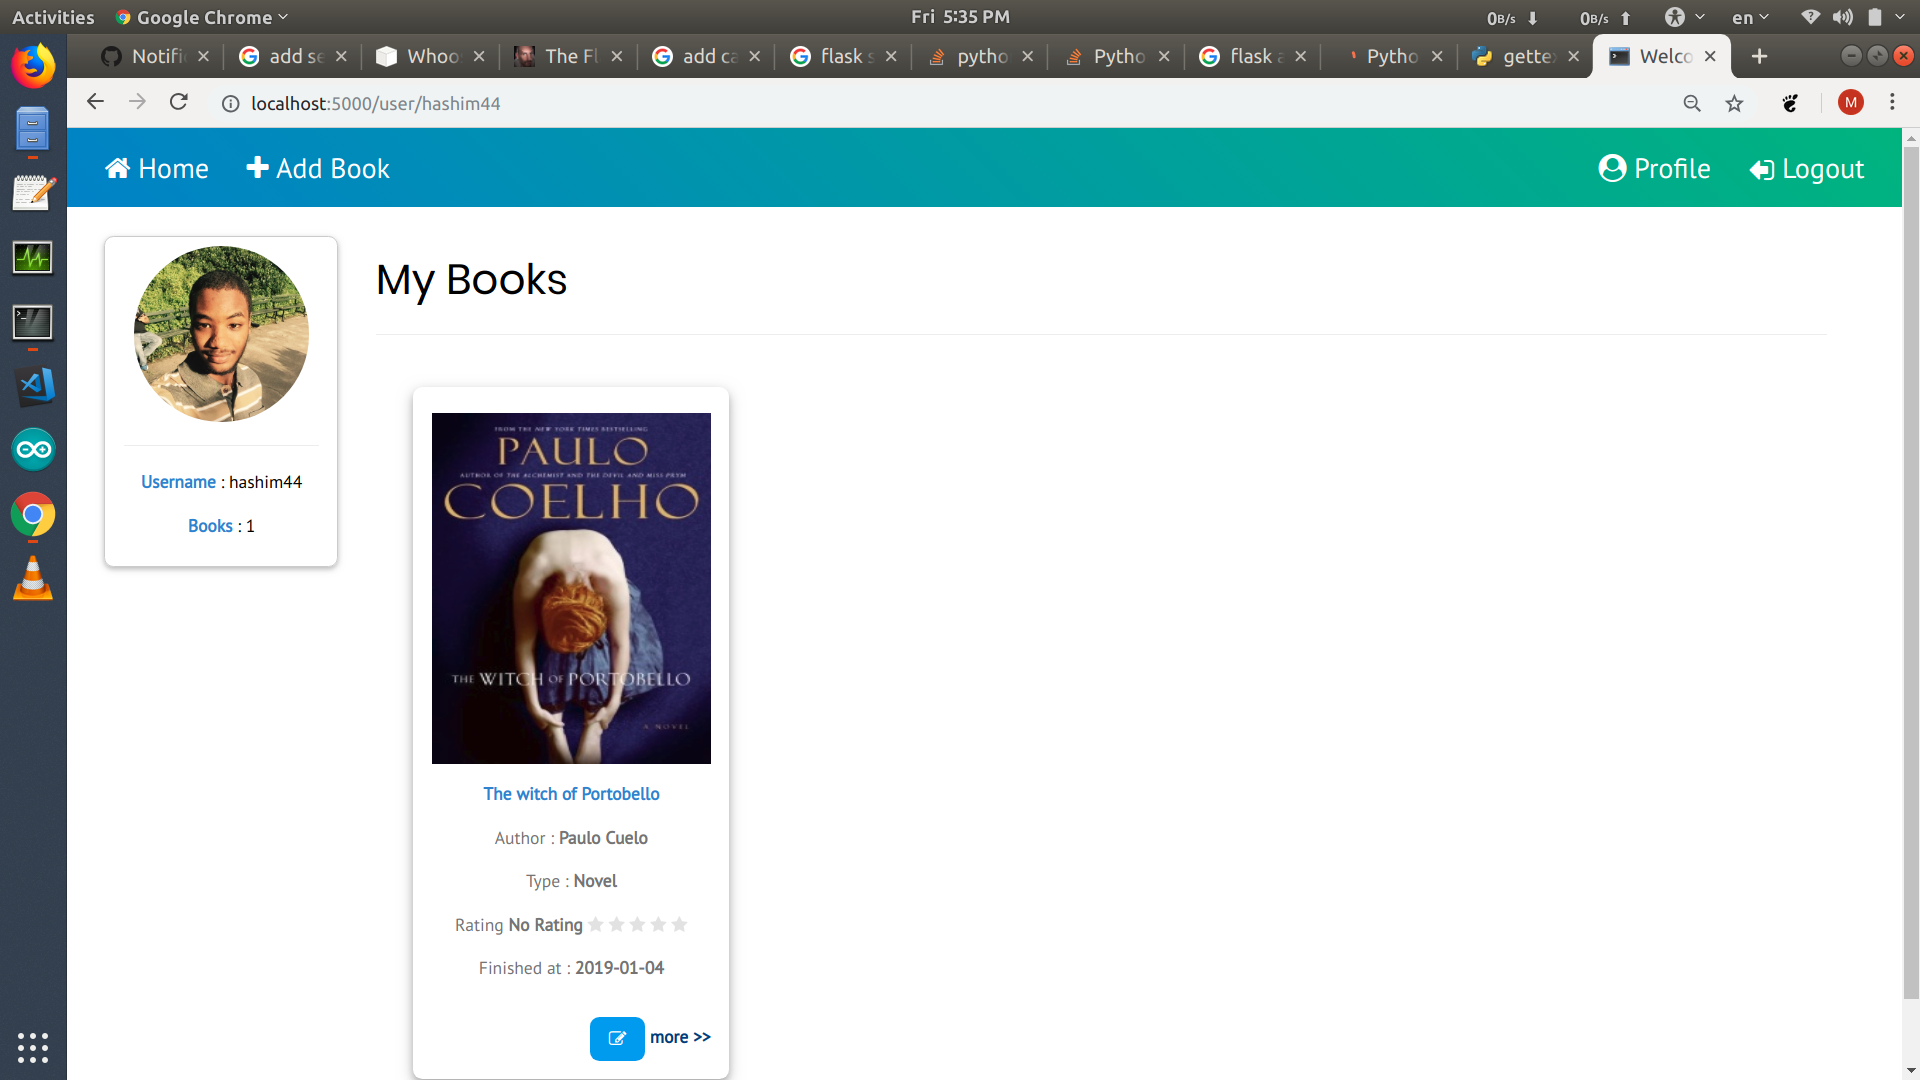 Activities Google Chrome Fri 5:35 PM 0B/s 0B/s en
Notifi add se Whoo The Fl add ca flask s pytho Pytho flask a Pytho gettex Welco
localhost:5000/user/hashim44 M
Home Add Book Profile Logout
My Books
Username : hashim44
Books : 1
FROM THE NEW YORK TIMES BESTSELLING
PAULO
AUTHOR OF THE ALCHEMIST AND THE DEVIL AND MISS PRYM
COELHO
THE WITCH OF PORTOBELLO
A NOVEL
The witch of Portobello
Author : Paulo Cuelo
Type : Novel
Rating No Rating
Finished at : 2019-01-04
more >>